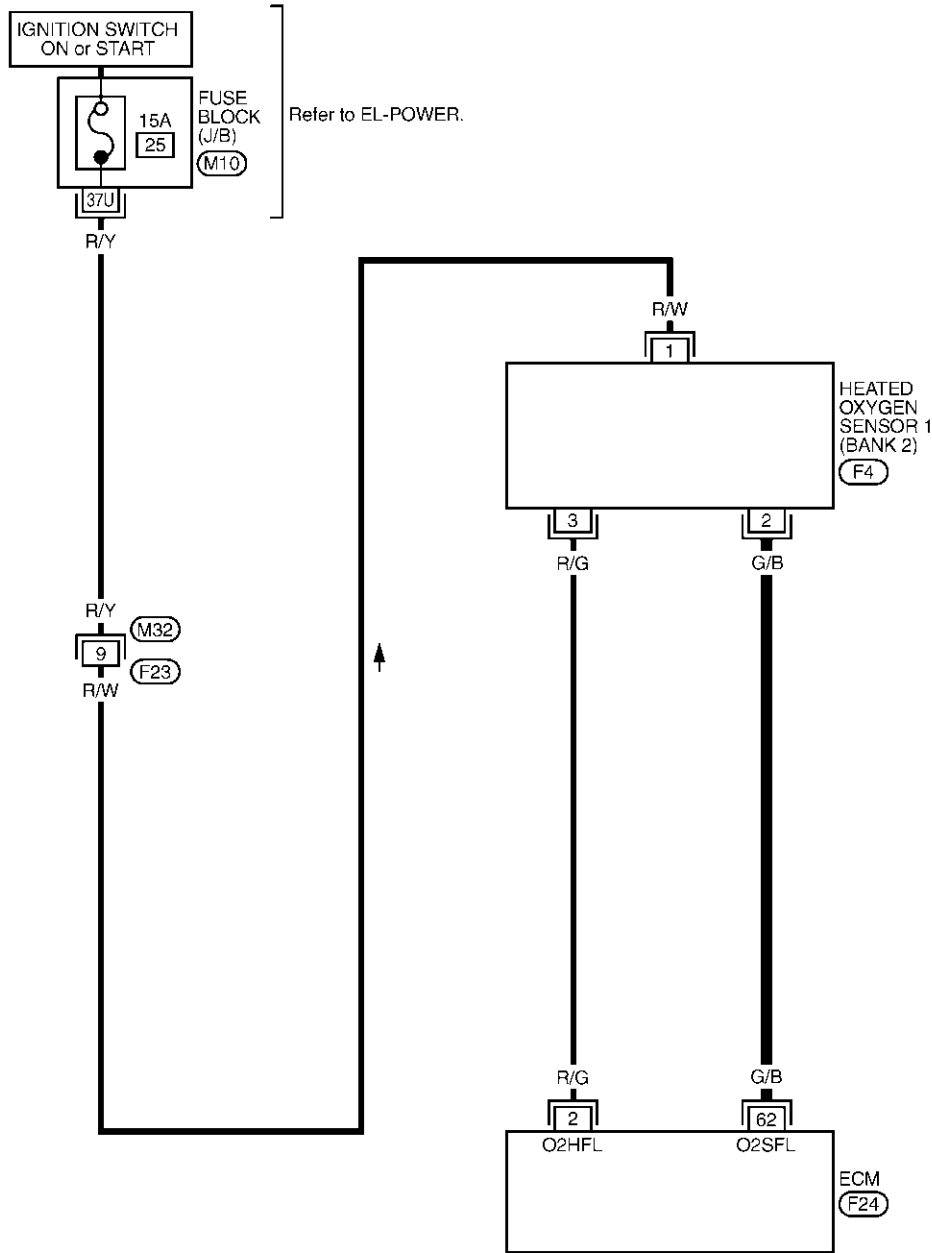 IGNITION SWITCH
ON or START
FUSE
BLOCK
(J/B)
M10
15A
25
Refer to EL-POWER.
37U
R/Y
R/W
1
HEATED
OXYGEN
SENSOR 1
(BANK 2)
F4
3
2
R/G
G/B
R/Y
M32
9
F23
R/W
R/G
G/B
2
62
O2HFL
O2SFL
ECM
F24